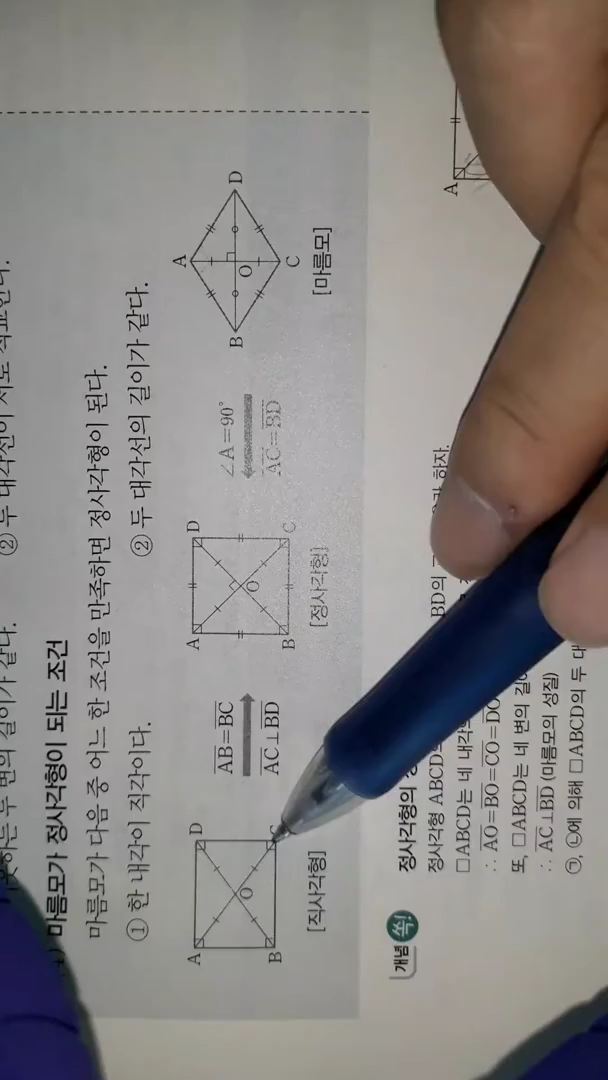 두 변의 길이가 같다. ② 두 대각선이 서로
마름모가 정사각형이 되는 조건
마름모가 다음 중 어느 한 조건을 만족하면 정사각형이 된다.
① 한 내각이 직각이다. ② 두 대각선의 길이가 같다.
A D
B
O
[직사각형]
AB=BC
AC⊥BD
A D
B C
O
[정사각형]
∠A=90°
AC=BD
A
B D
C
O
[마름모]
개념 쏙!
정사각형의
정사각형 ABCD BD의 하자.
□ABCD는 네 내각
∴ AO=BO=CO=DO
또, □ABCD는 네 변의
∴ AC⊥BD (마름모의 성질)
㉠, ㉡에 의해 □ABCD의 두
A